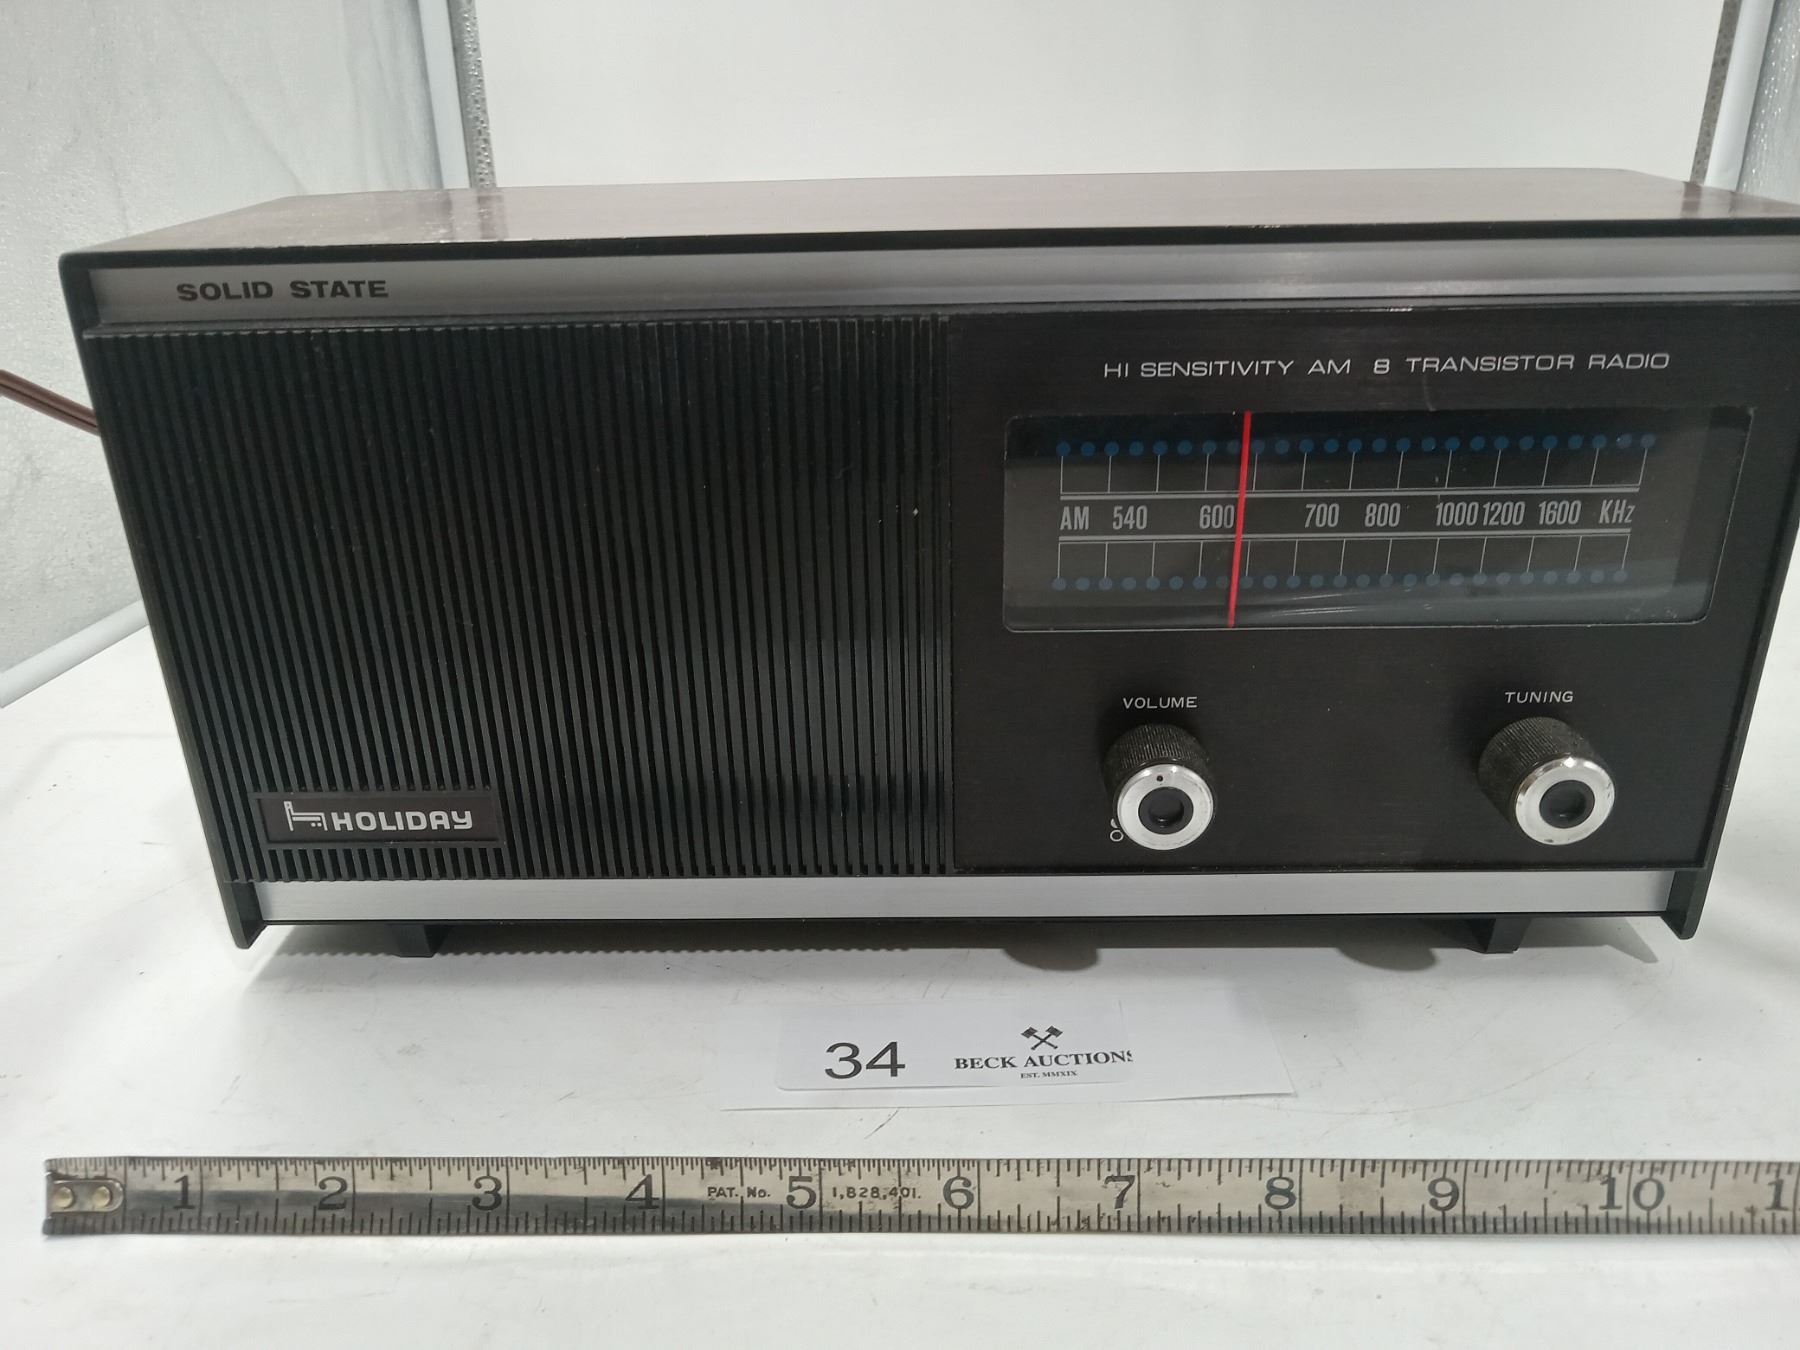 SOLID STATE
HI SENSITIVITY AM 8 TRANSISTOR RADIO
AM 540 600 700 800 1000 1200 1600 KHz
VOLUME
TUNING
HOLIDAY
34
BECK AUCTIONS
EST. MMXIX
1 2 3 4 PAT. No. 5 1,828,401. 6 7 8 9 10 1